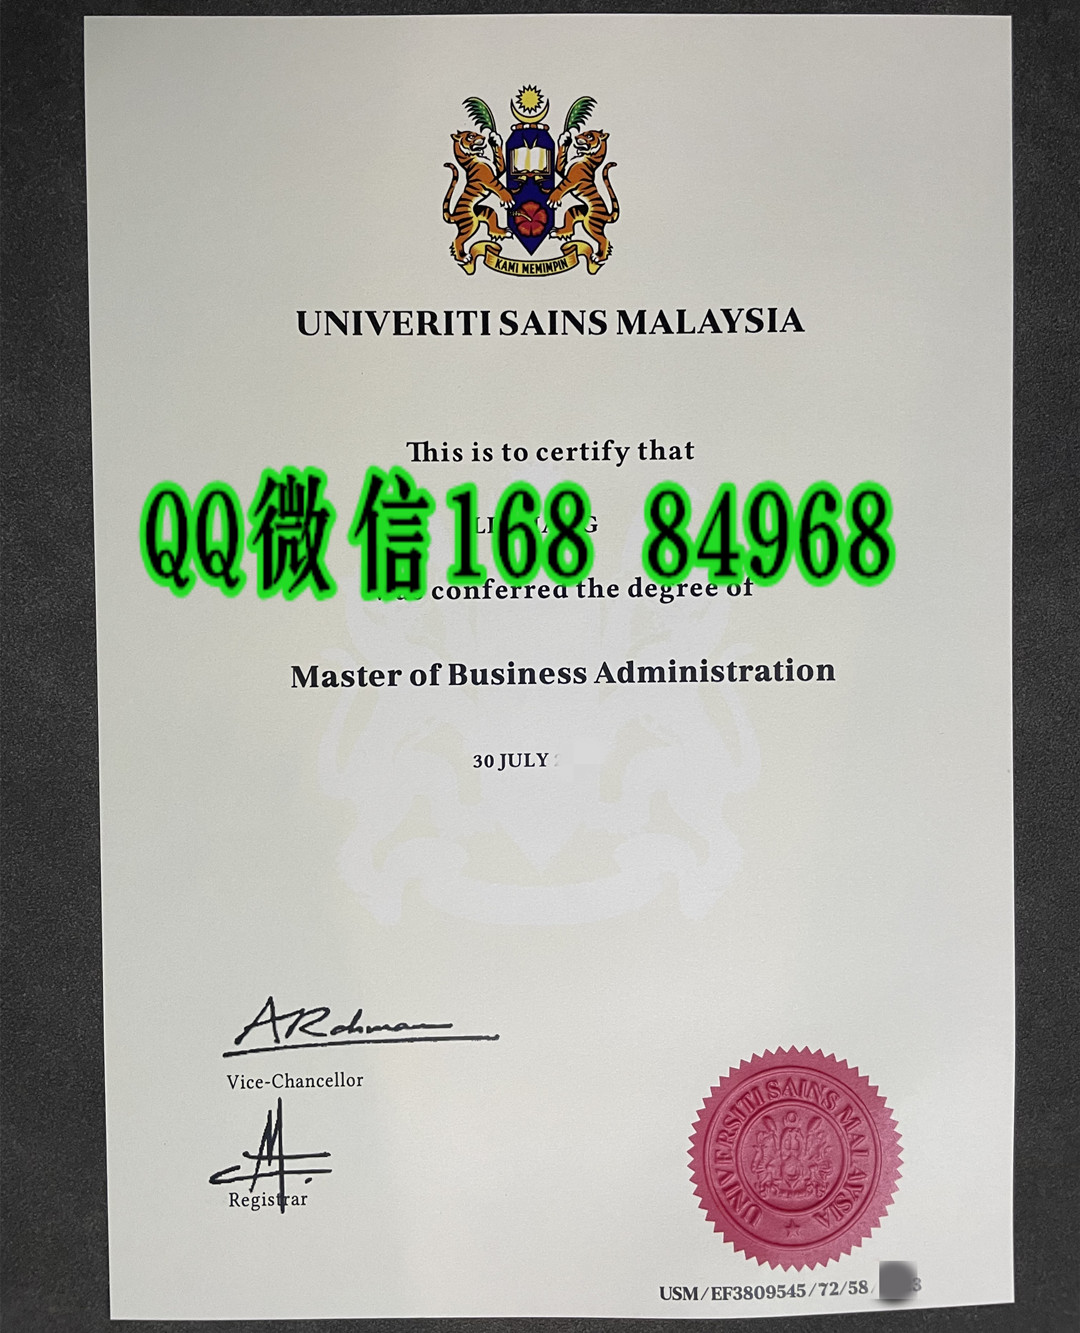 KAMI MEMIMPIN
UNIVERITI SAINS MALAYSIA
This is to certify that
QQ微信168 84968
conferred the degree of
Master of Business Administration
30 JULY
Vice-Chancellor
Registrar
UNIVERSITI SAINS MALAYSIA
USM/EF3809545/72/58/